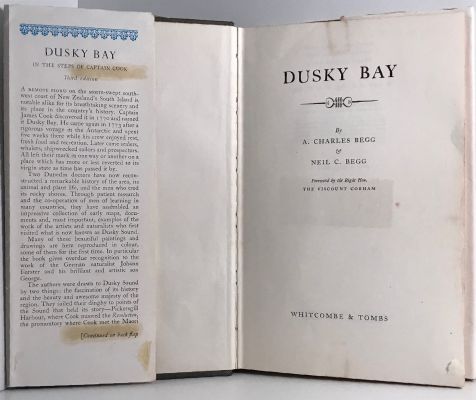 DUSKY BAY
IN THE STEPS OF CAPTAIN COOK
Third edition
A REMOTE SOUND on the storm-swept south-
west coast of New Zealand's South Island is
notable alike for its breathtaking scenery and
its place in the country's history. Captain
James Cook discovered it in 1770 and named
it Dusky Bay. He came again in 1773 after a
rigorous voyage in the Antarctic and spent
five weeks there while his crew enjoyed rest,
fresh food and recreation. Later came sealers,
whalers, shipwrecked sailors and prospectors.
All left their mark in one way or another on a
place which has more or less reverted to its
virgin state as time has passed it by.
Two Dunedin doctors have now recon-
structed a remarkable history of the area, its
animal and plant life, and the men who trod
its rocky shores. Through patient research
and the co-operation of men of learning in
many countries, they have assembled an
impressive collection of early maps, docu-
ments and, most important, examples of the
work of the artists and naturalists who first
visited what is now known as Dusky Sound.
Many of these beautiful paintings and
drawings are here reproduced in colour,
some of them for the first time. In particular
the book gives overdue recognition to the
work of the German naturalist Johann
Forster and his brilliant and artistic son
George.
The authors were drawn to Dusky Sound
by two things: the fascination of its history
and the beauty and awesome majesty of the
region. They sailed their dinghy to points of
the Sound that held its story—Pickersgill
Harbour, where Cook moored the Resolution,
the promontory where Cook met the Maori
[Continued on back flap
DUSKY BAY
By
A. CHARLES BEGG
&
NEIL C. BEGG
Foreword by the Right Hon.
THE VISCOUNT COBHAM
WHITCOMBE & TOMBS